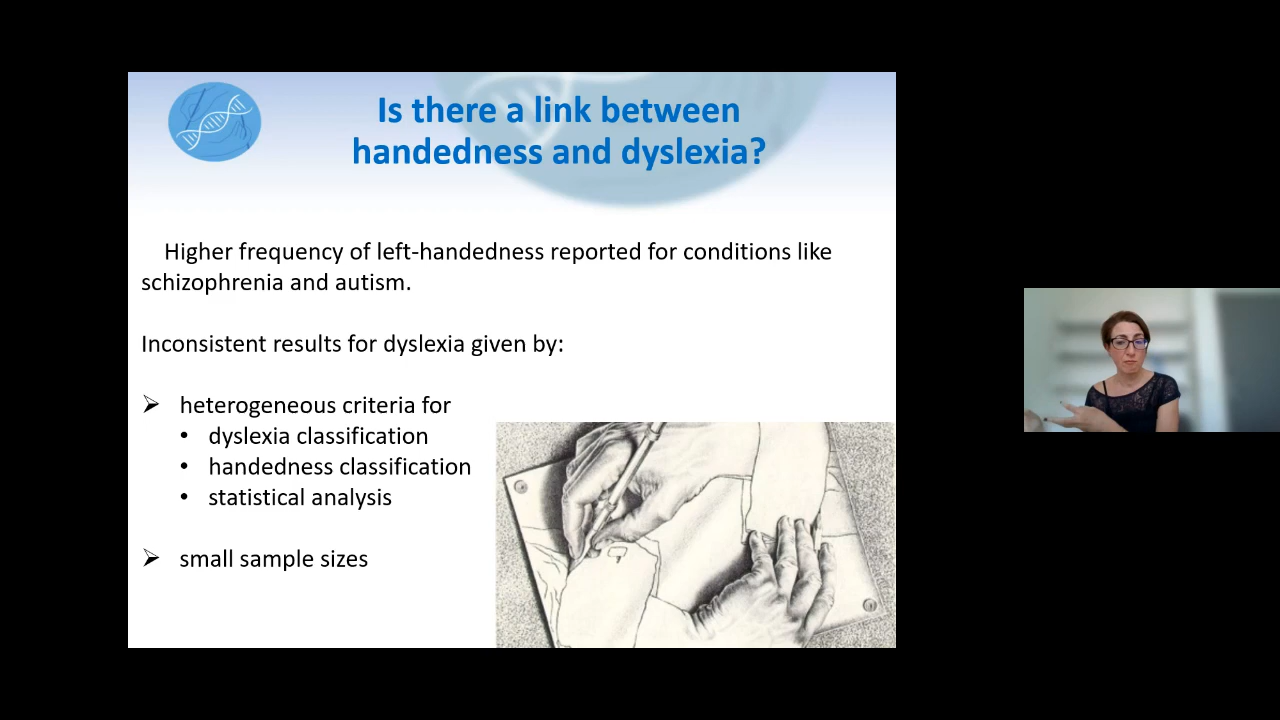 Is there a link between
handedness and dyslexia?
Higher frequency of left-handedness reported for conditions like
schizophrenia and autism.
Inconsistent results for dyslexia given by:
➢ heterogeneous criteria for
• dyslexia classification
• handedness classification
• statistical analysis
➢ small sample sizes